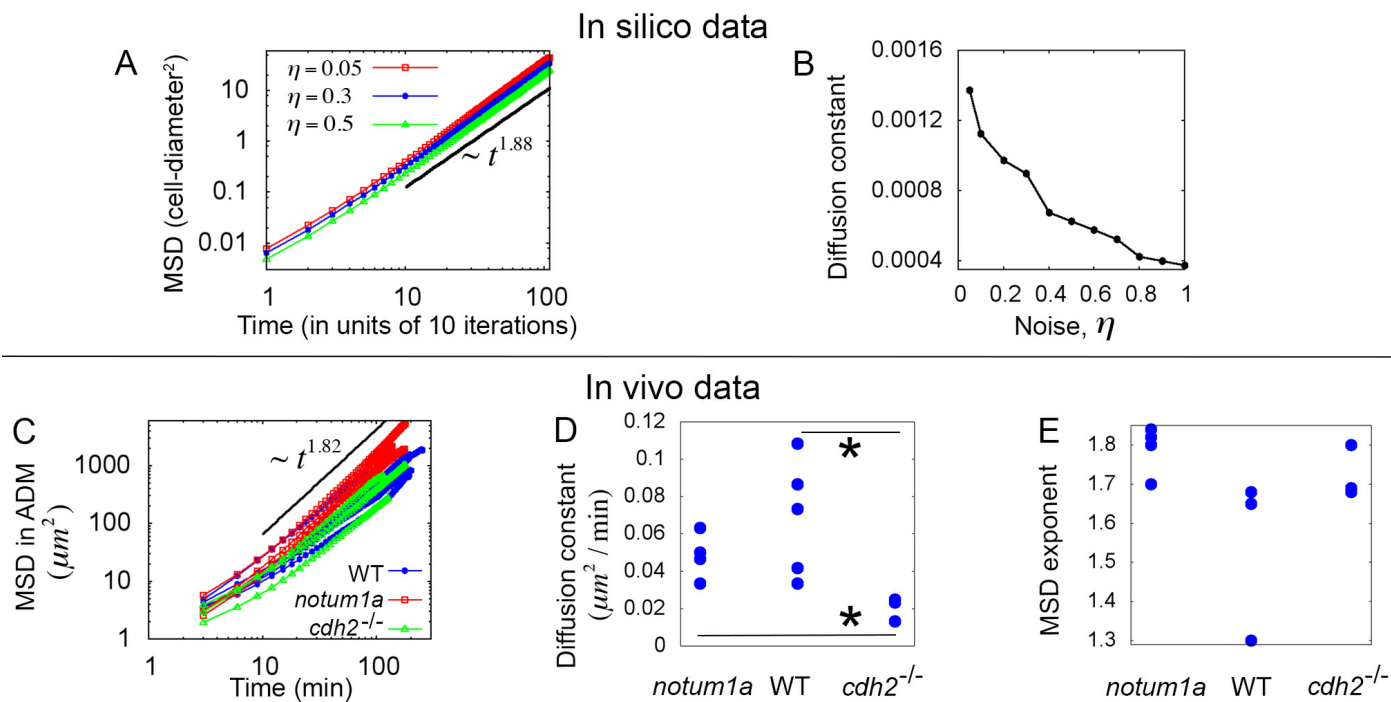 In silico data
A
MSD (cell-diameter²)
10
1
0.1
0.01
η = 0.05
η = 0.3
η = 0.5
~ t^1.88
1 10 100
Time (in units of 10 iterations)
B
Diffusion constant
0.0016
0.0012
0.0008
0.0004
0 0.2 0.4 0.6 0.8 1
Noise, η
In vivo data
C
MSD in ADM
(μm²)
1000
100
10
1
~ t^1.82
WT
notum1a
cdh2⁻/⁻
1 10 100
Time (min)
D
Diffusion constant
(μm² / min)
0.12
0.1
0.08
0.06
0.04
0.02
0
*
*
notum1a WT cdh2⁻/⁻
E
MSD exponent
1.8
1.7
1.6
1.5
1.4
1.3
notum1a WT cdh2⁻/⁻